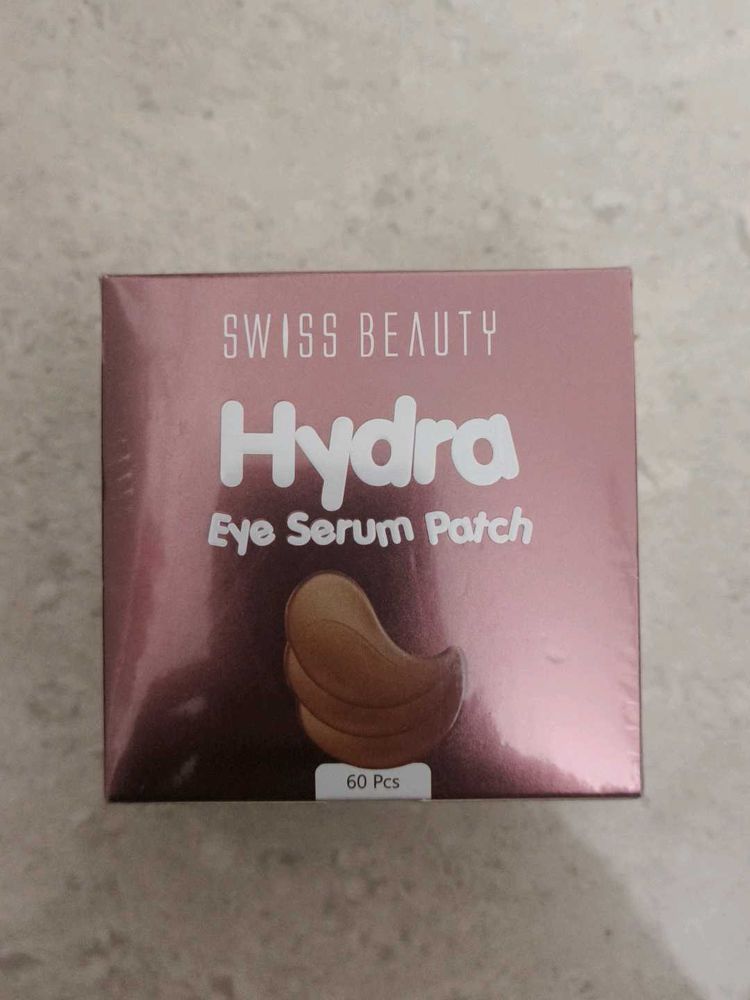 SWISS BEAUTY
Hydra
Eye Serum Patch
60 Pcs